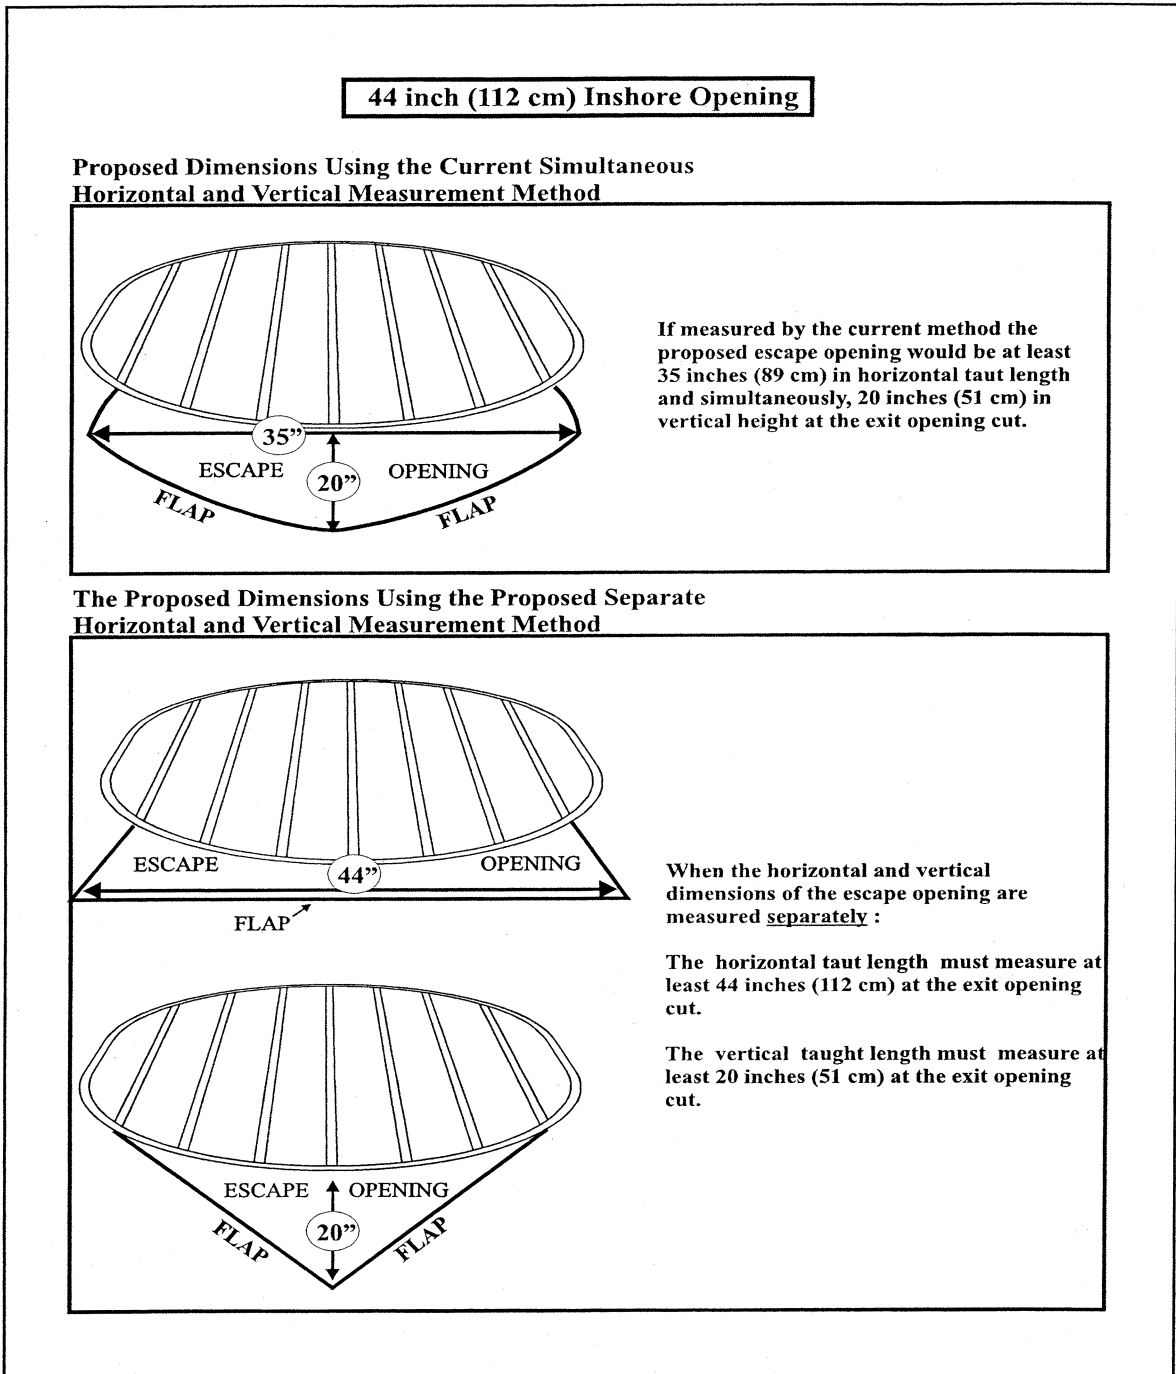 44 inch (112 cm) Inshore Opening
Proposed Dimensions Using the Current Simultaneous
Horizontal and Vertical Measurement Method
35”
ESCAPE
OPENING
20”
FLAP
FLAP
If measured by the current method the
proposed escape opening would be at least
35 inches (89 cm) in horizontal taut length
and simultaneously, 20 inches (51 cm) in
vertical height at the exit opening cut.
The Proposed Dimensions Using the Proposed Separate
Horizontal and Vertical Measurement Method
ESCAPE
OPENING
44”
FLAP
When the horizontal and vertical
dimensions of the escape opening are
measured separately :
The horizontal taut length must measure at
least 44 inches (112 cm) at the exit opening
cut.
The vertical taught length must measure at
least 20 inches (51 cm) at the exit opening
cut.
ESCAPE
OPENING
20”
FLAP
FLAP